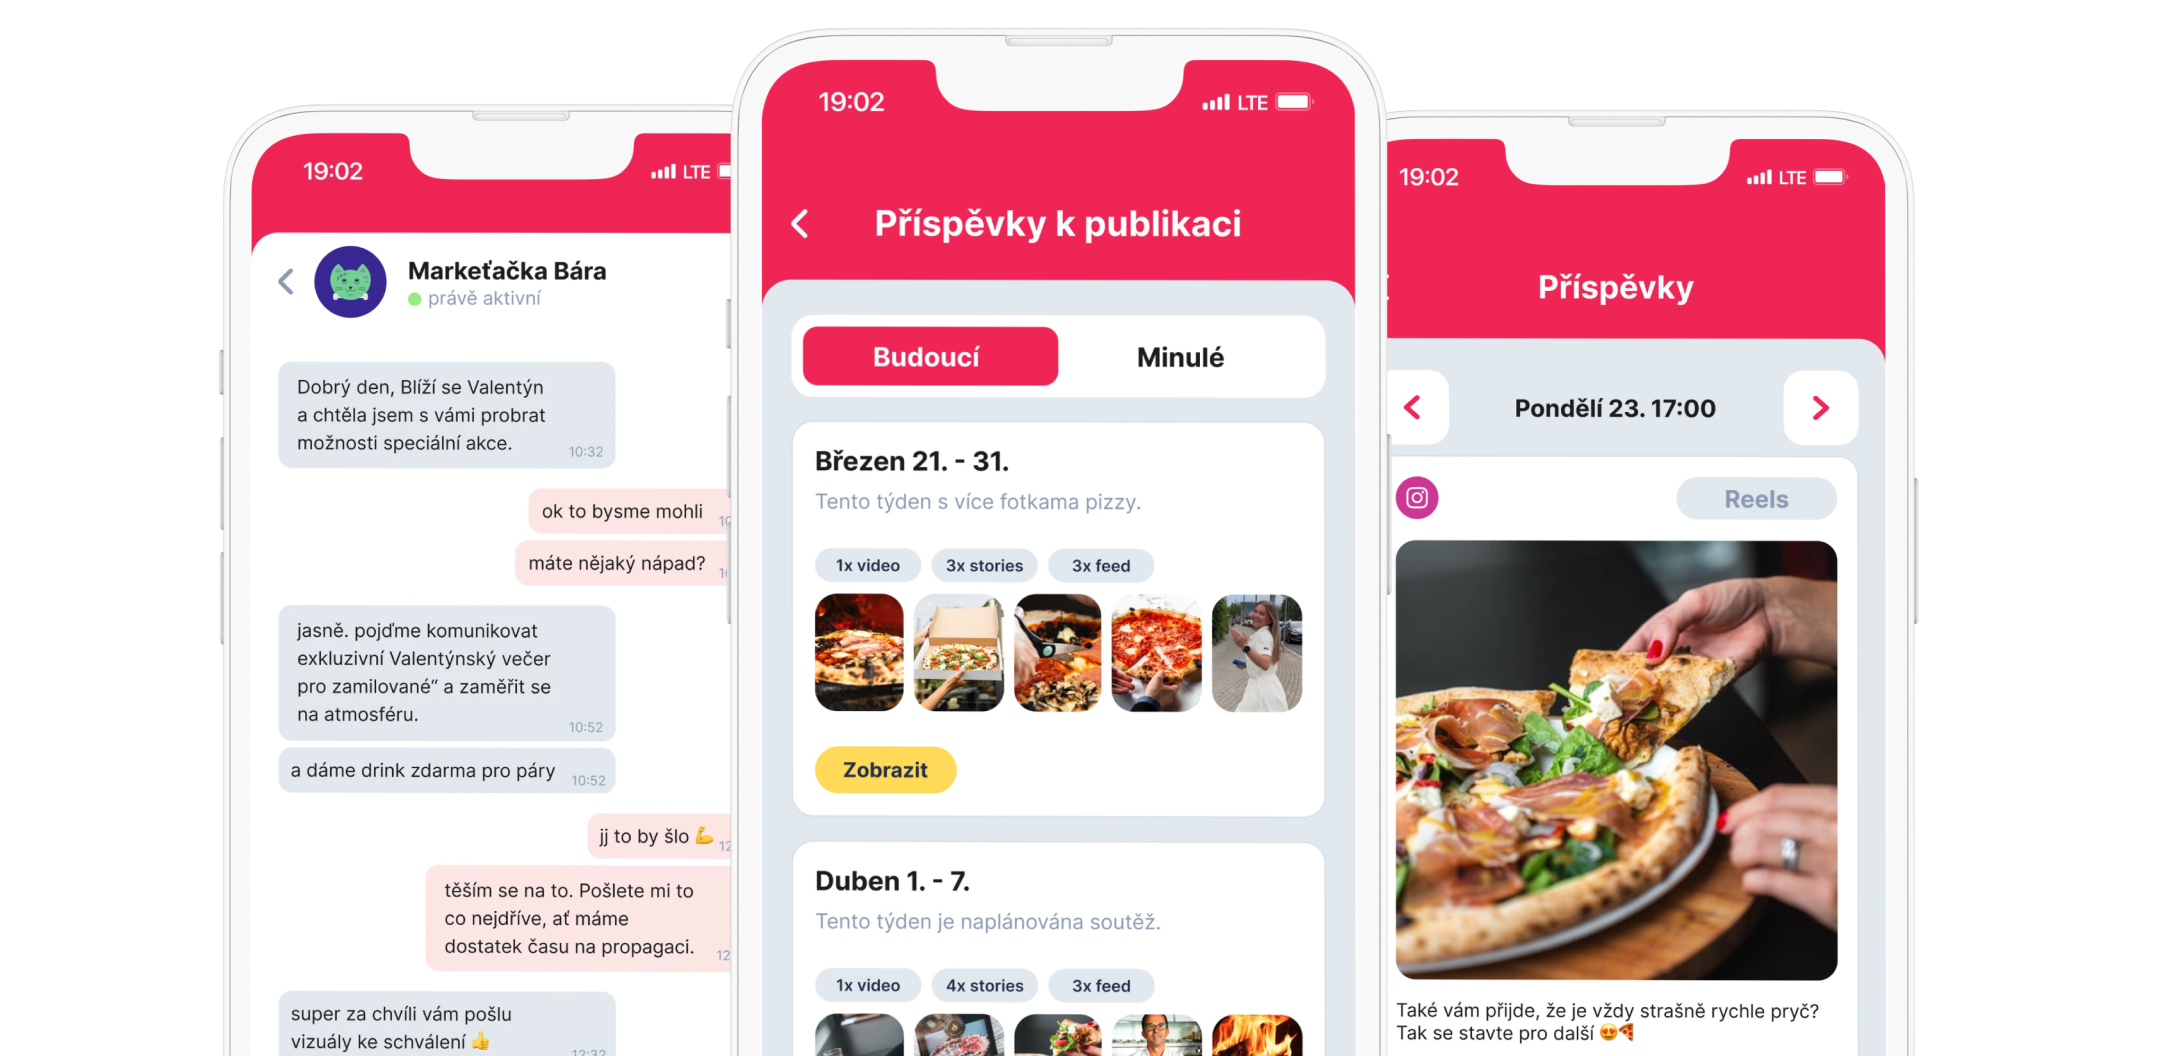 19:02
LTE
Markeťačka Bára
právě aktivní
Dobrý den, Blíží se Valentýn
a chtěla jsem s vámi probrat
možnosti speciální akce.
10:32
ok to bysme mohli
máte nějaký nápad?
jasně. pojďme komunikovat
exkluzivní Valentýnský večer
pro zamilované“ a zaměřit se
na atmosféru.
10:52
a dáme drink zdarma pro páry
10:52
jj to by šlo 💪
těším se na to. Pošlete mi to
co nejdříve, ať máme
dostatek času na propagaci.
super za chvíli vám pošlu
vizuály ke schválení 👍
12:32
19:02
LTE
Příspěvky k publikaci
Budoucí
Minulé
Březen 21. - 31.
Tento týden s více fotkama pizzy.
1x video
3x stories
3x feed
Zobrazit
Duben 1. - 7.
Tento týden je naplánována soutěž.
1x video
4x stories
3x feed
19:02
LTE
Příspěvky
Pondělí 23. 17:00
Reels
Také vám přijde, že je vždy strašně rychle pryč?
Tak se stavte pro další 😍🍕